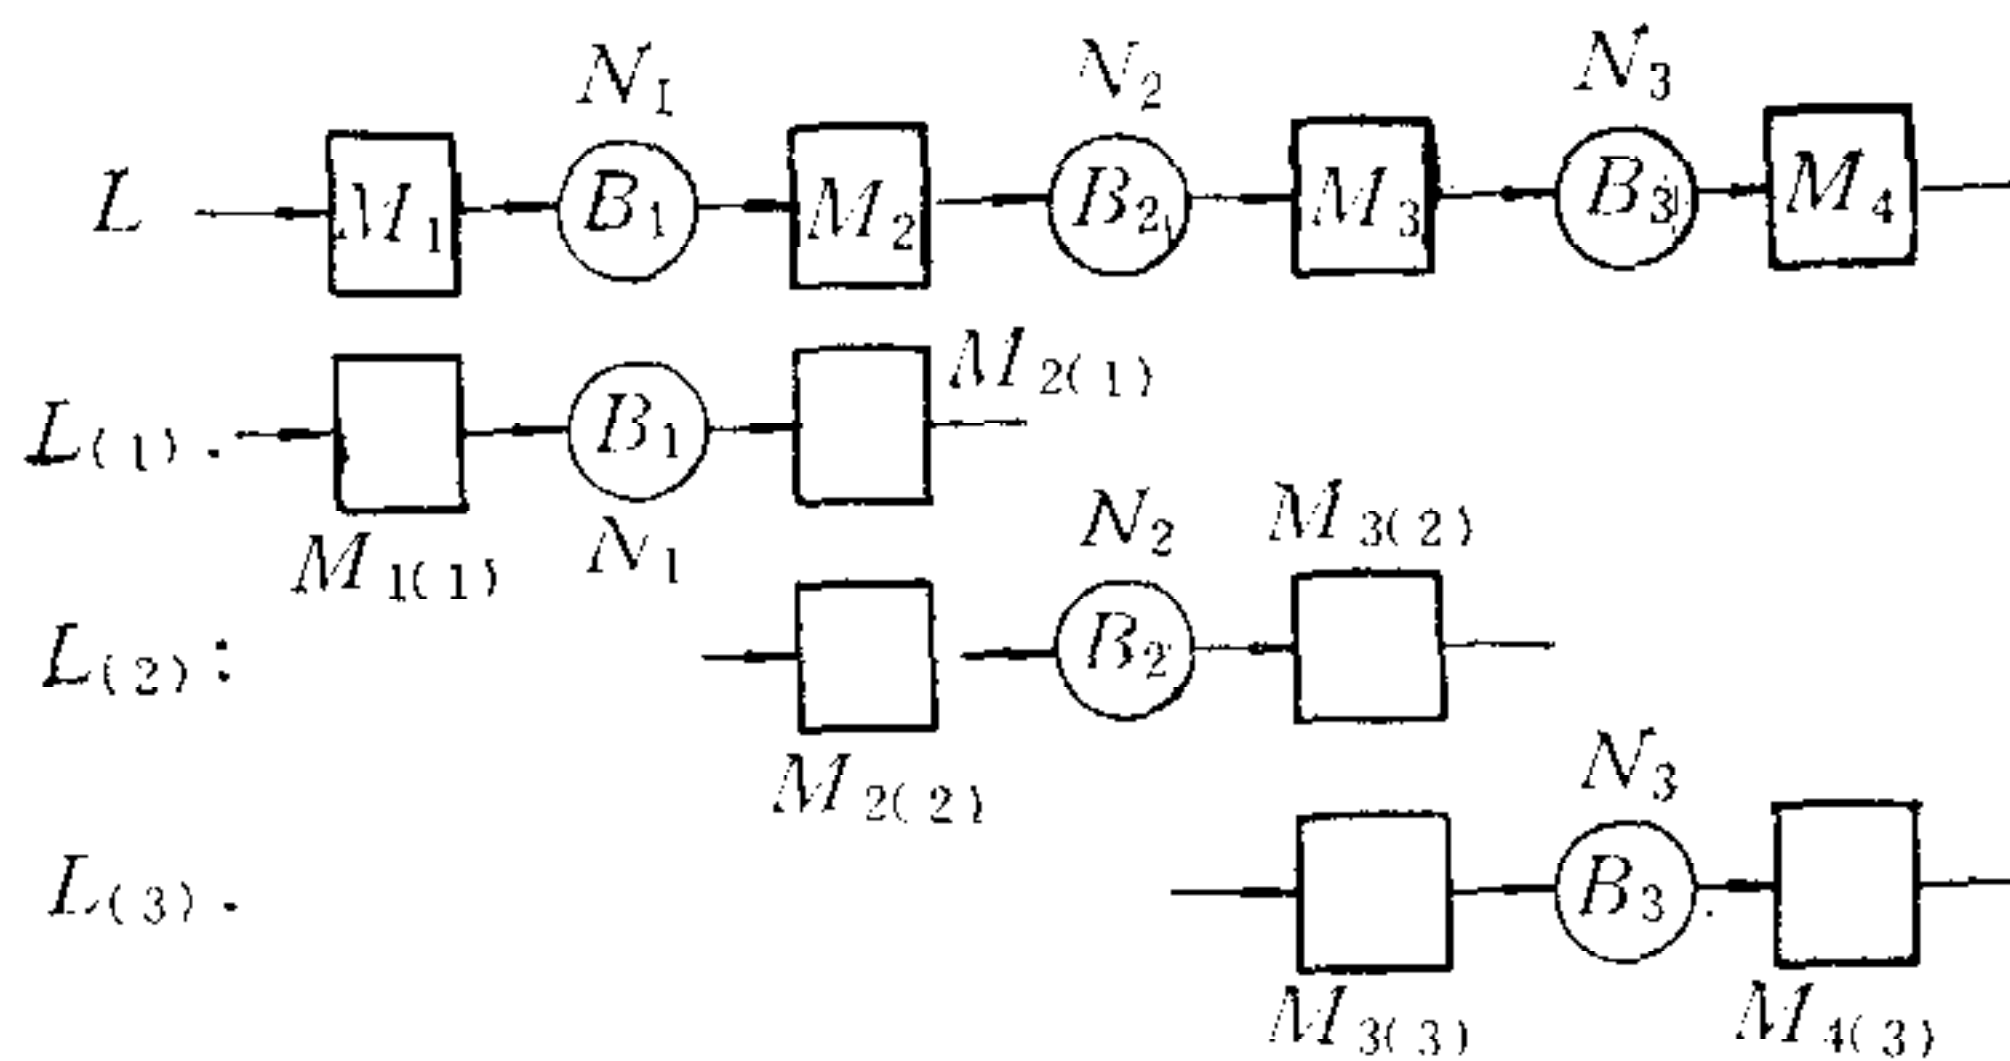 N1 N2 N3
L M1 B1 M2 B2 M3 B3 M4
L(1). B1 M2(1)
M1(1) N1 N2 M3(2)
L(2): B2
M2(2) N3
L(3). B3
M3(3) M4(3)